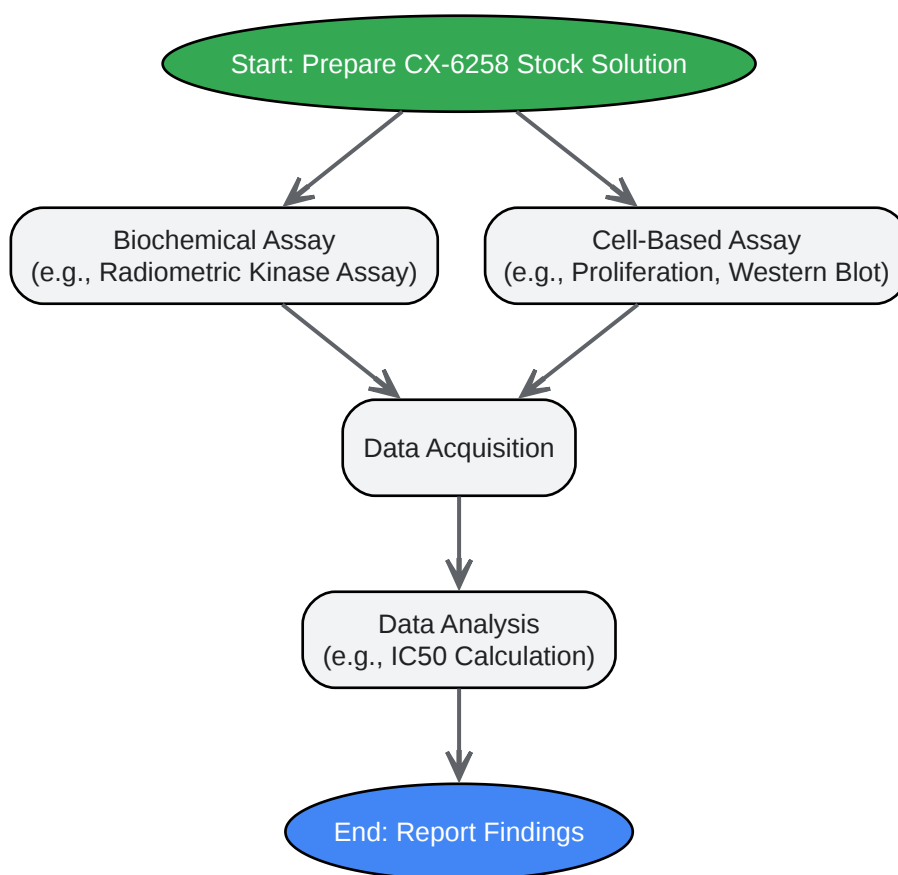 Start: Prepare CX-6258 Stock Solution
Biochemical Assay
(e.g., Radiometric Kinase Assay)
Cell-Based Assay
(e.g., Proliferation, Western Blot)
Data Acquisition
Data Analysis
(e.g., IC50 Calculation)
End: Report Findings